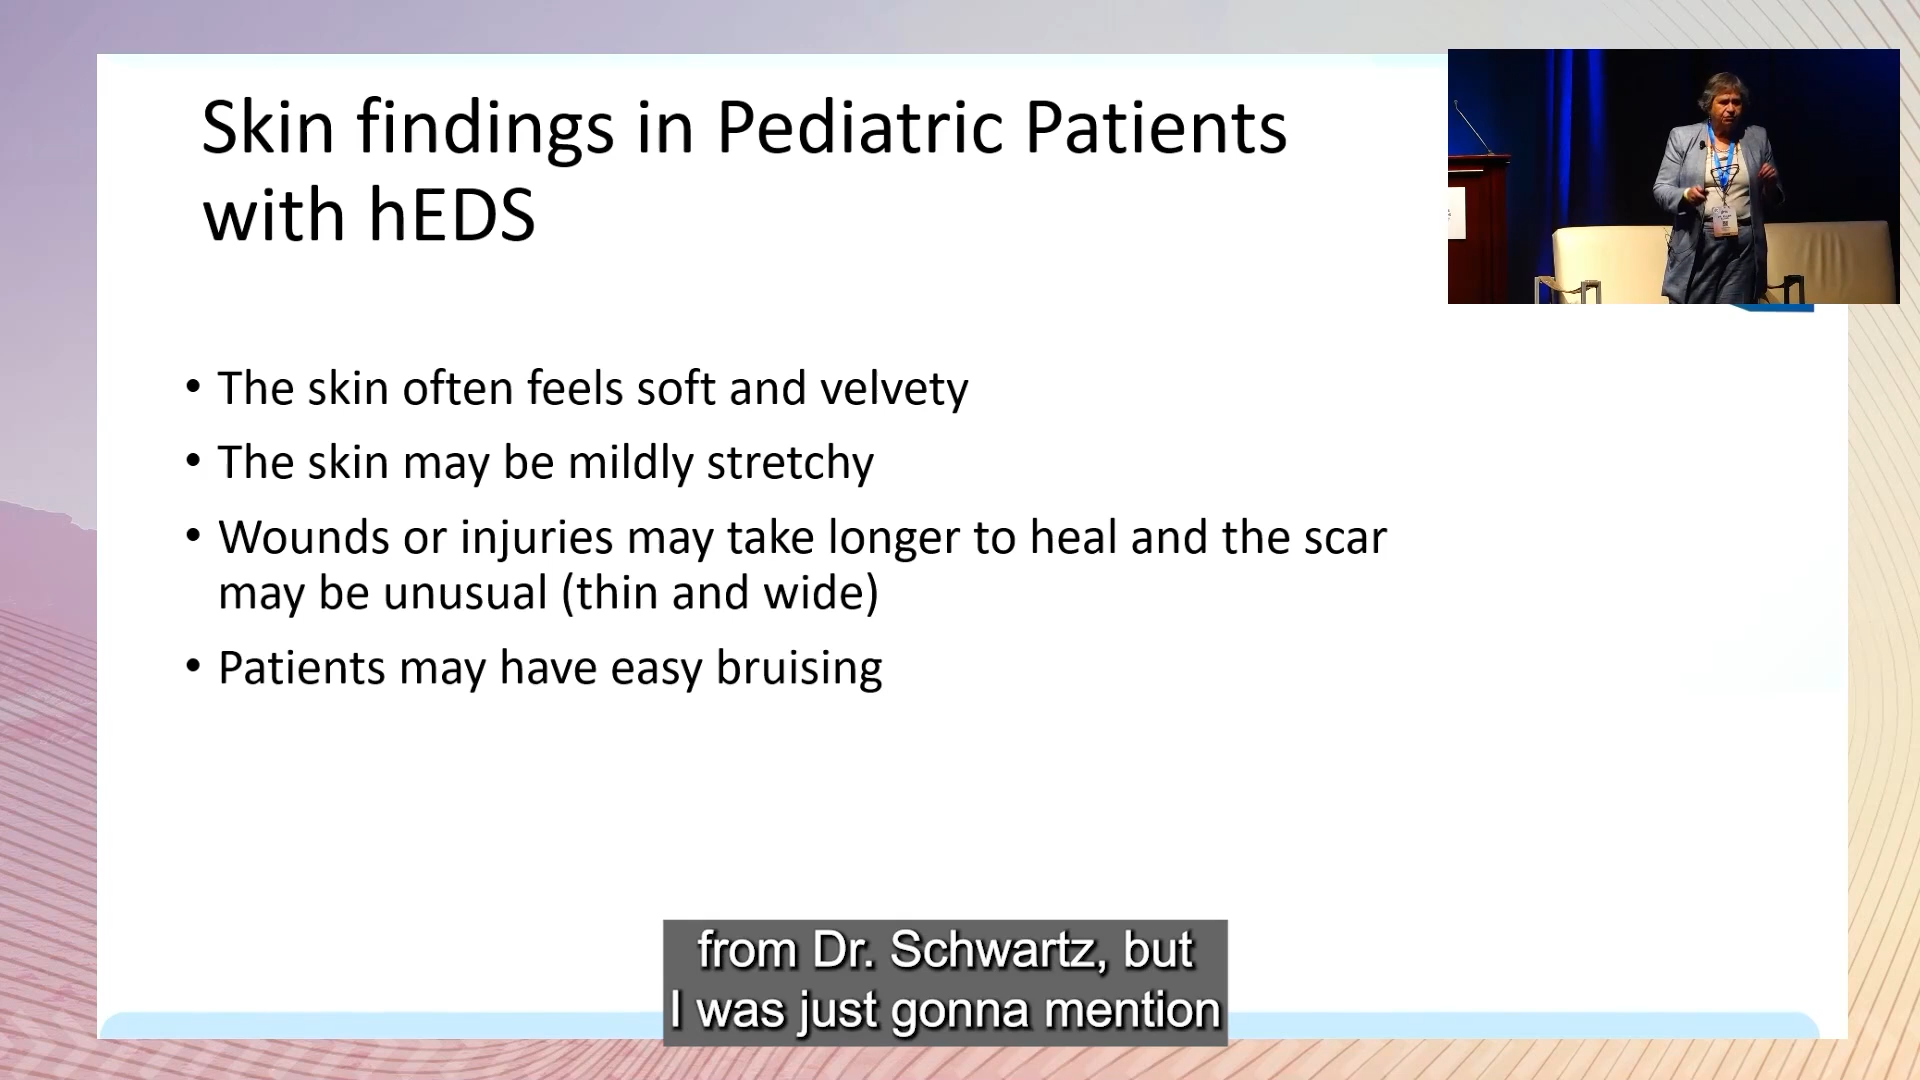 Skin findings in Pediatric Patients
with hEDS
• The skin often feels soft and velvety
• The skin may be mildly stretchy
• Wounds or injuries may take longer to heal and the scar
may be unusual (thin and wide)
• Patients may have easy bruising
from Dr. Schwartz, but
I was just gonna mention